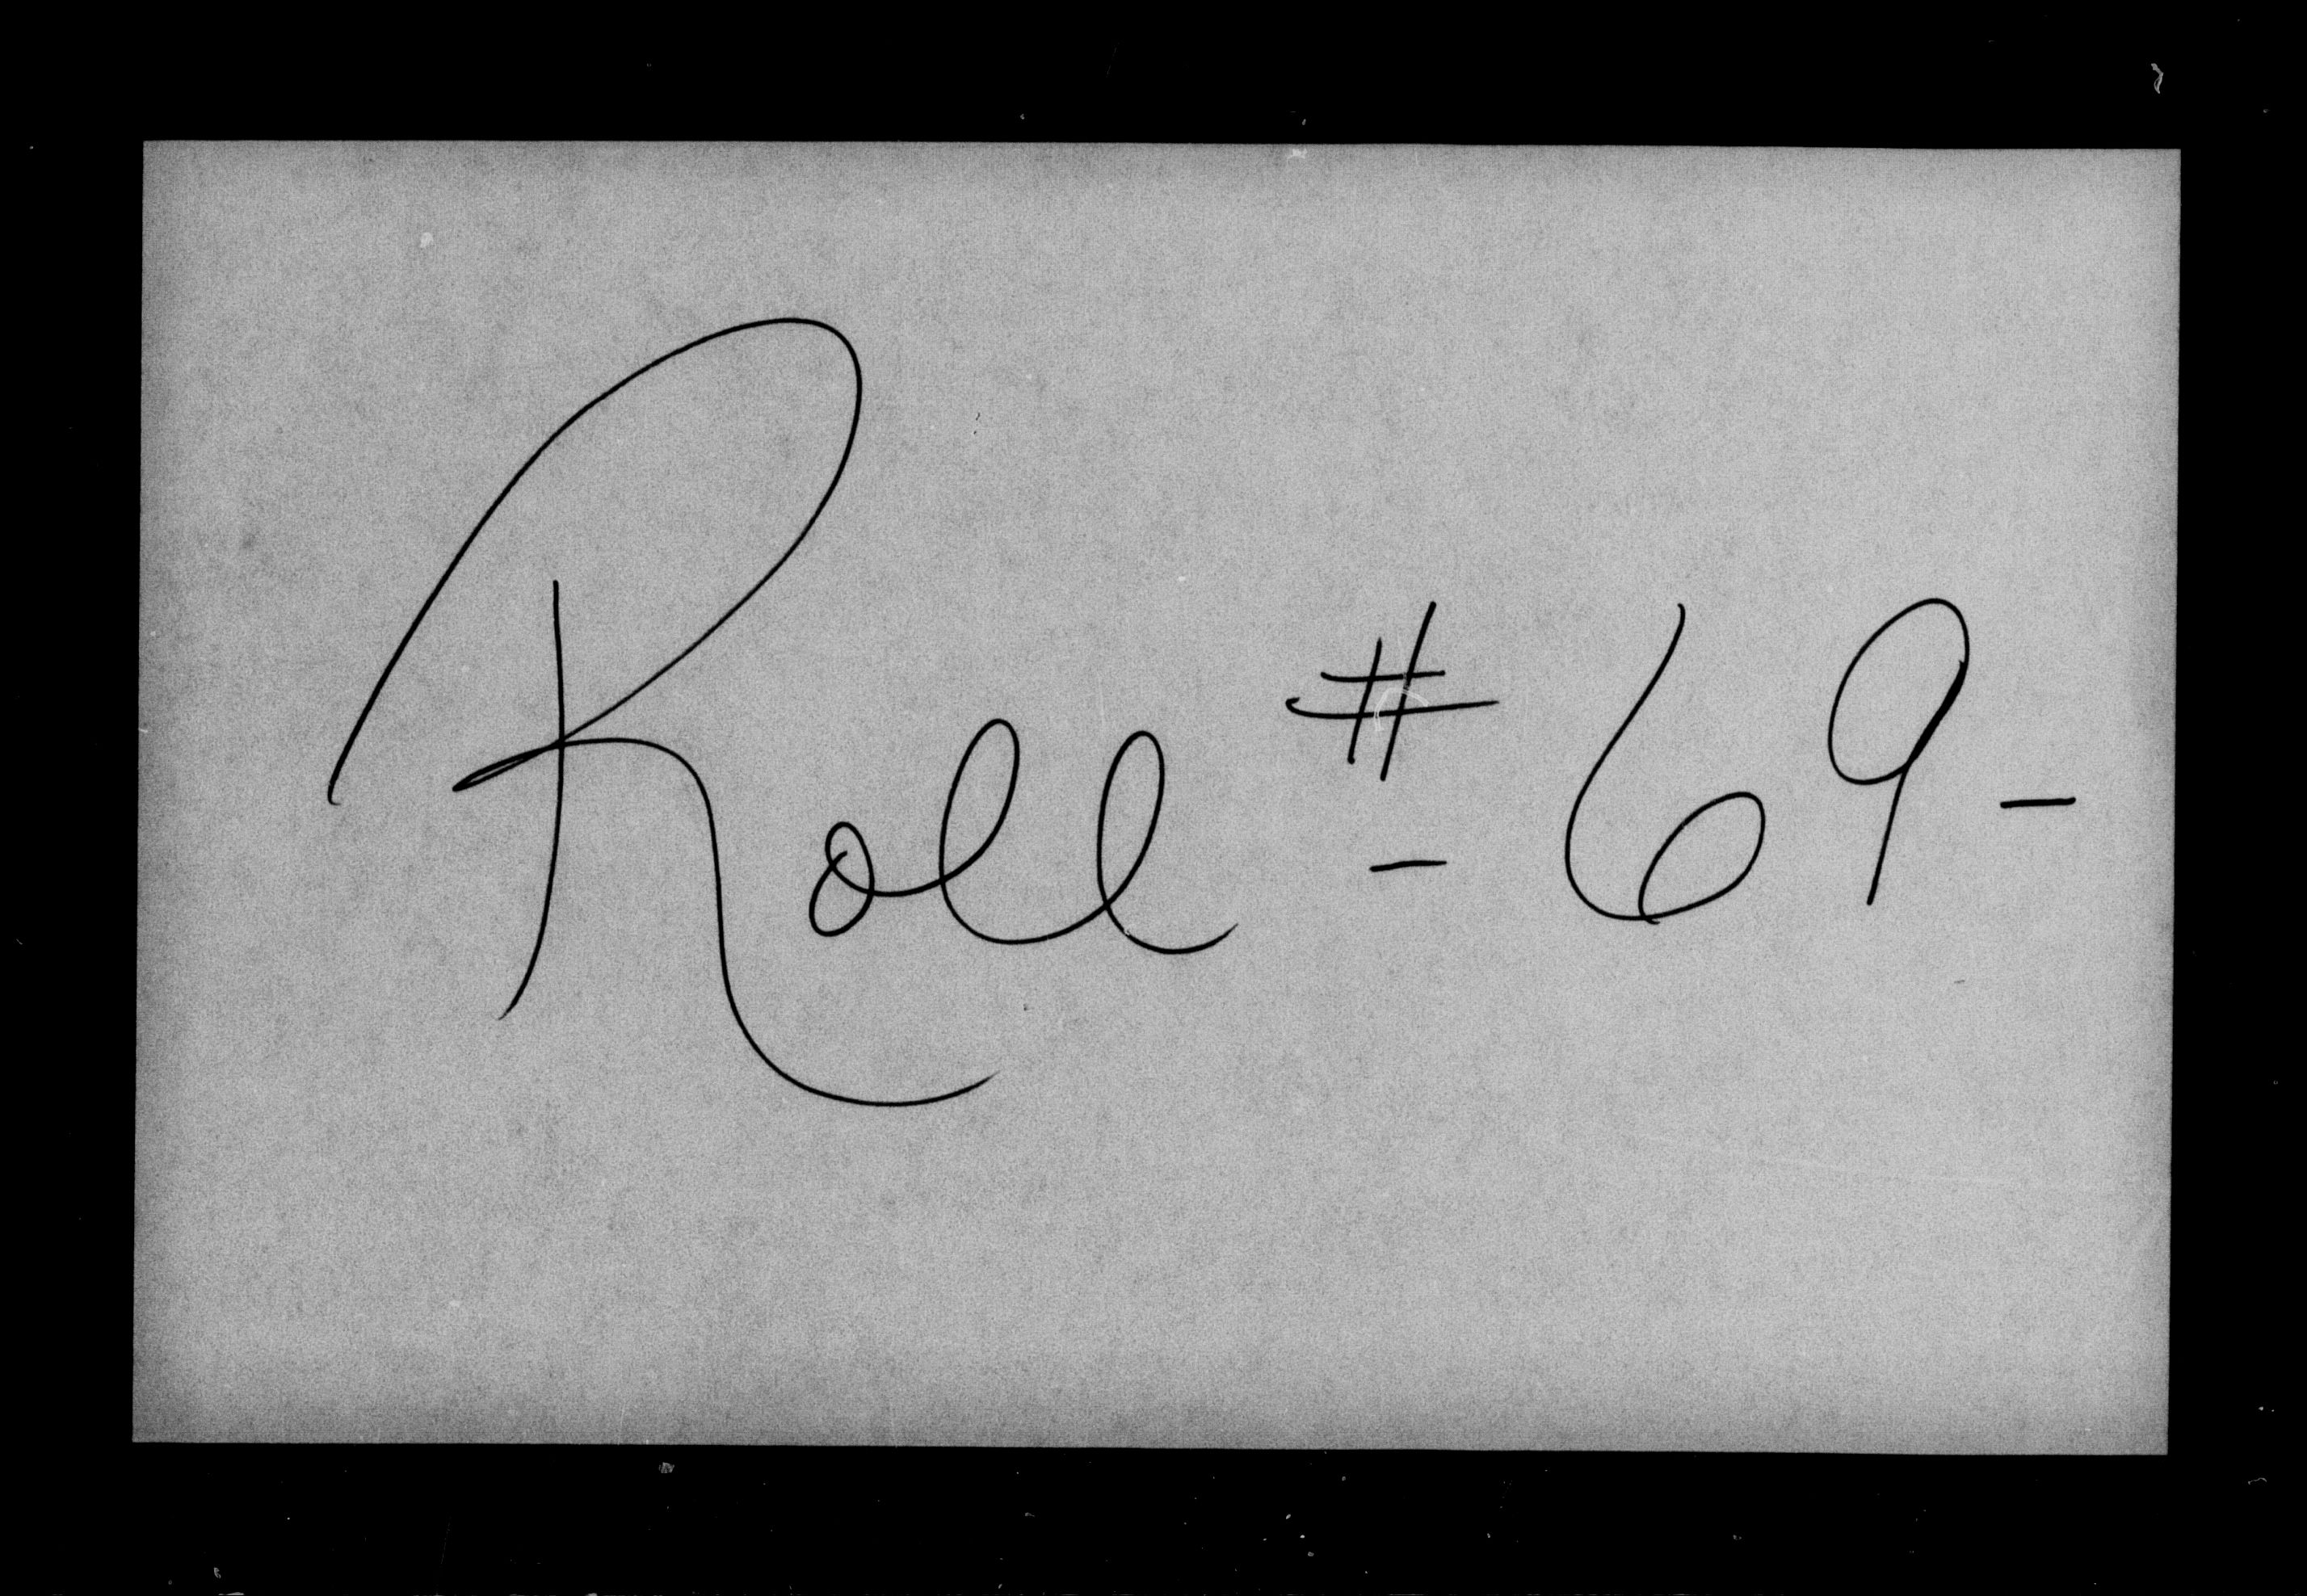 Roll # - 69 -